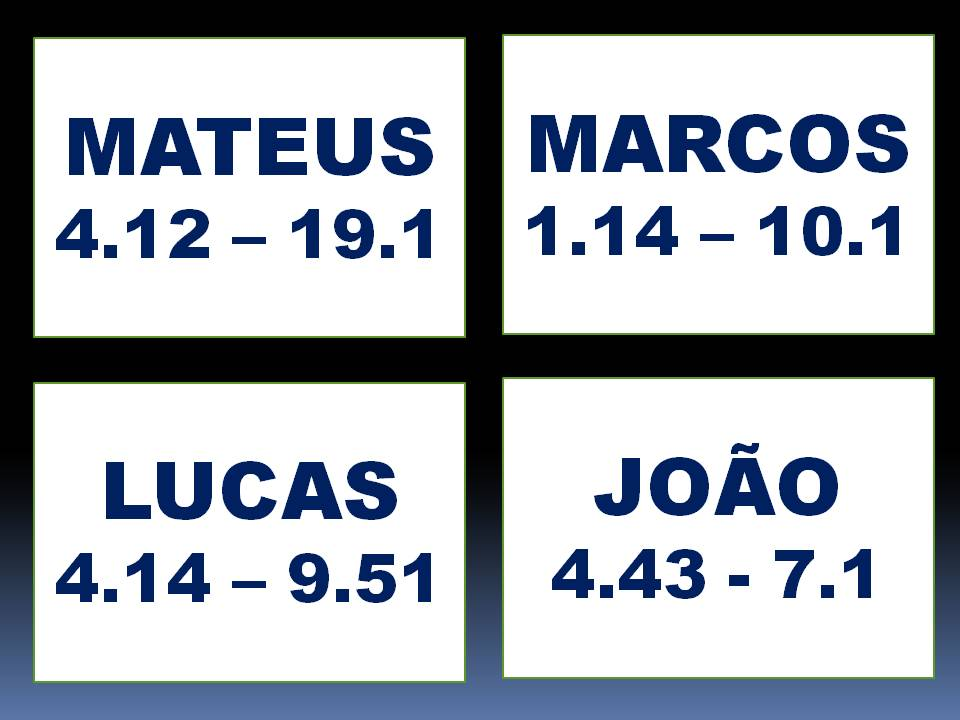 MATEUS
4.12 – 19.1
MARCOS
1.14 – 10.1
LUCAS
4.14 – 9.51
JOÃO
4.43 - 7.1